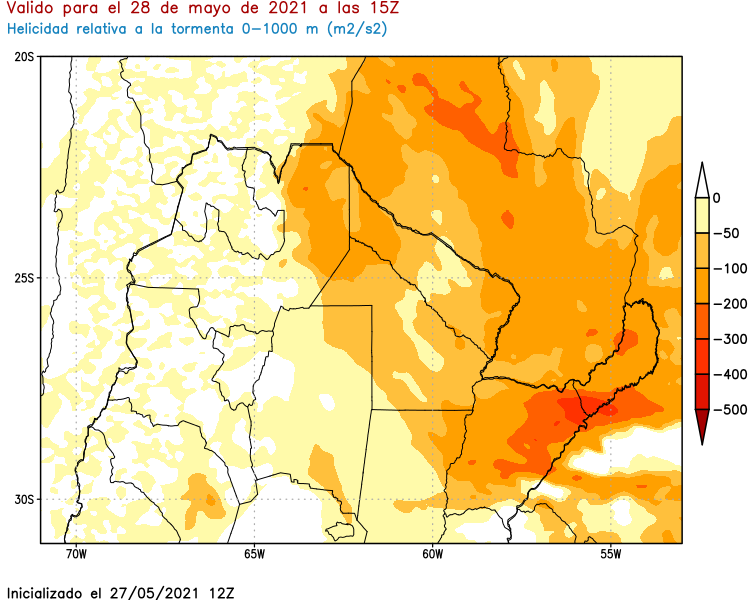 Valido para el 28 de mayo de 2021 a las 15Z
Helicidad relativa a la tormenta 0-1000 m (m2/s2)
20S
25S
30S
70W
65W
60W
55W
0
-50
-100
-200
-300
-400
-500
Inicializado el 27/05/2021 12Z